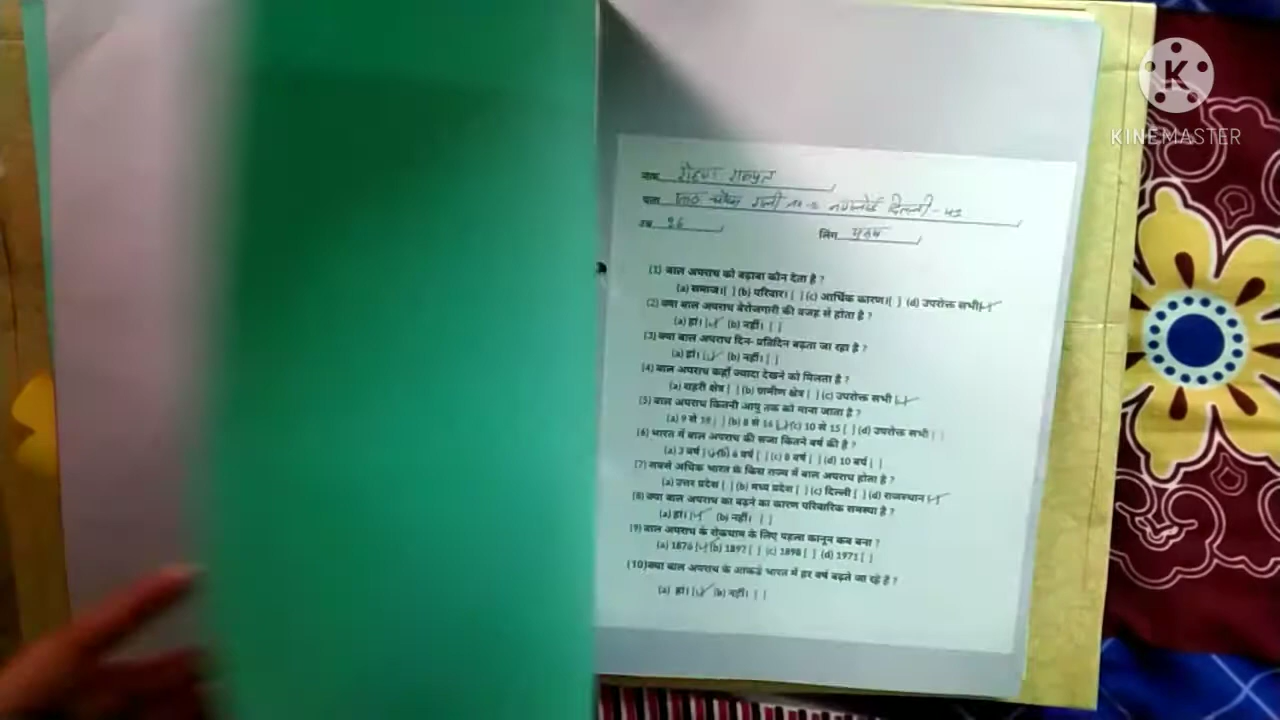 K
KINEMASTER
नाम
पता दिल्ली - 42
उम्र 26 लिंग पुरुष
(1) बाल अपराध को बढ़ावा कौन देता है ?
(a) समाज। [ ] (b) परिवार। [ ] (c) आर्थिक कारण। [ ] (d) उपरोक्त सभी।
(2) क्या बाल अपराध बेरोजगारी की वजह से होता है ?
(a) हां। [✓] (b) नहीं। [ ]
(3) क्या बाल अपराध दिन- प्रतिदिन बढ़ता जा रहा है ?
(a) हां। [✓] (b) नहीं। [ ]
(4) बाल अपराध कहाँ ज्यादा देखने को मिलता है ?
(a) शहरी क्षेत्र [ ] (b) ग्रामीण क्षेत्र [ ] (c) उपरोक्त सभी [✓]
(5) बाल अपराध कितनी आयु तक को माना जाता है ?
(a) 9 से 18 [ ] (b) 8 से 16 [✓] (c) 10 से 15 [ ] (d) उपरोक्त सभी [ ]
(6) भारत में बाल अपराध की सजा कितने वर्ष की है ?
(a) 3 वर्ष [✓] (b) 6 वर्ष [ ] (c) 8 वर्ष [ ] (d) 10 वर्ष [ ]
(7) सबसे अधिक भारत के किस राज्य में बाल अपराध होता है ?
(a) उत्तर प्रदेश [ ] (b) मध्य प्रदेश [ ] (c) दिल्ली [ ] (d) राजस्थान [✓]
(8) क्या बाल अपराध का बढ़ने का कारण परिवारिक समस्या है ?
(a) हां। [✓] (b) नहीं। [ ]
(9) बाल अपराध के रोकथाम के लिए पहला कानून कब बना ?
(a) 1876 [✓] (b) 1897 [ ] (c) 1898 [ ] (d) 1971 [ ]
(10)क्या बाल अपराध के आंकड़े भारत में हर वर्ष बढ़ते जा रहे है ?
(a) हां। [✓] (b) नहीं। [ ]